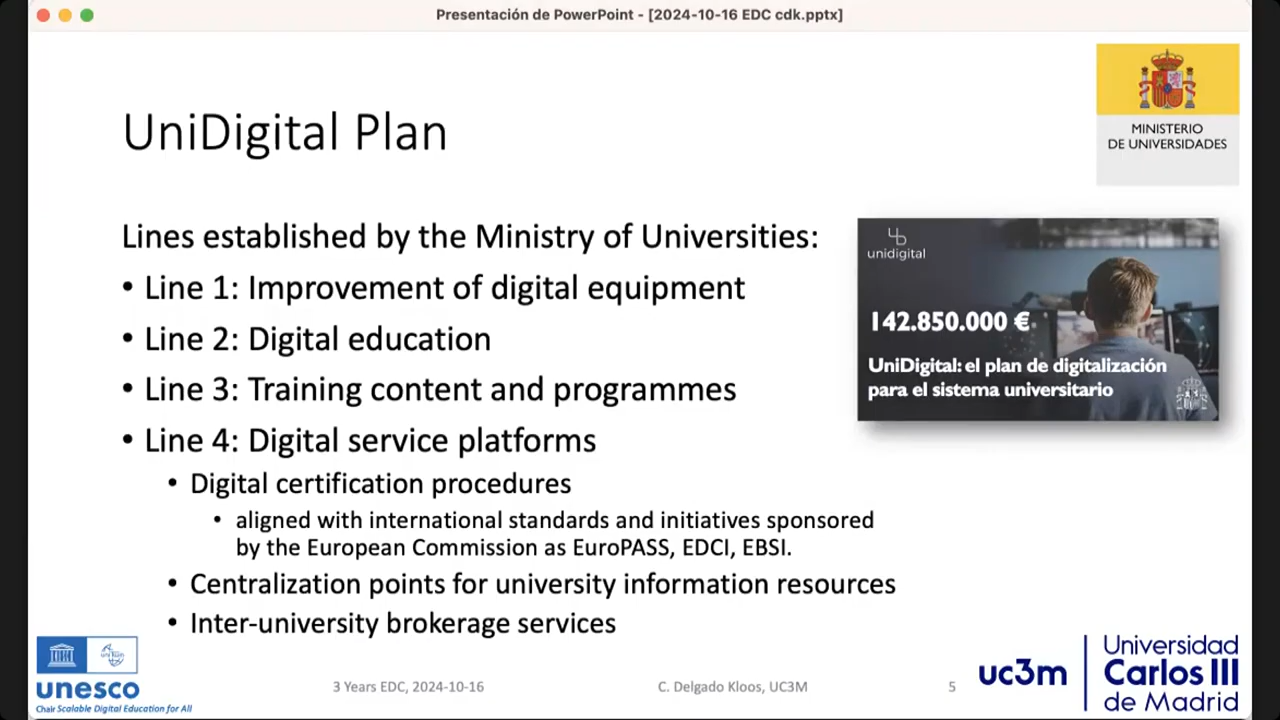 Presentación de PowerPoint - [2024-10-16 EDC cdk.pptx]
MINISTERIO
DE UNIVERSIDADES
UniDigital Plan
Lines established by the Ministry of Universities:
• Line 1: Improvement of digital equipment
• Line 2: Digital education
• Line 3: Training content and programmes
• Line 4: Digital service platforms
• Digital certification procedures
• aligned with international standards and initiatives sponsored
by the European Commission as EuroPASS, EDCI, EBSI.
• Centralization points for university information resources
• Inter-university brokerage services
unidigital
142.850.000 €
UniDigital: el plan de digitalización
para el sistema universitario
unesco
Chair Scalable Digital Education for All
3 Years EDC, 2024-10-16
C. Delgado Kloos, UC3M
5
uc3m
Universidad
Carlos III
de Madrid